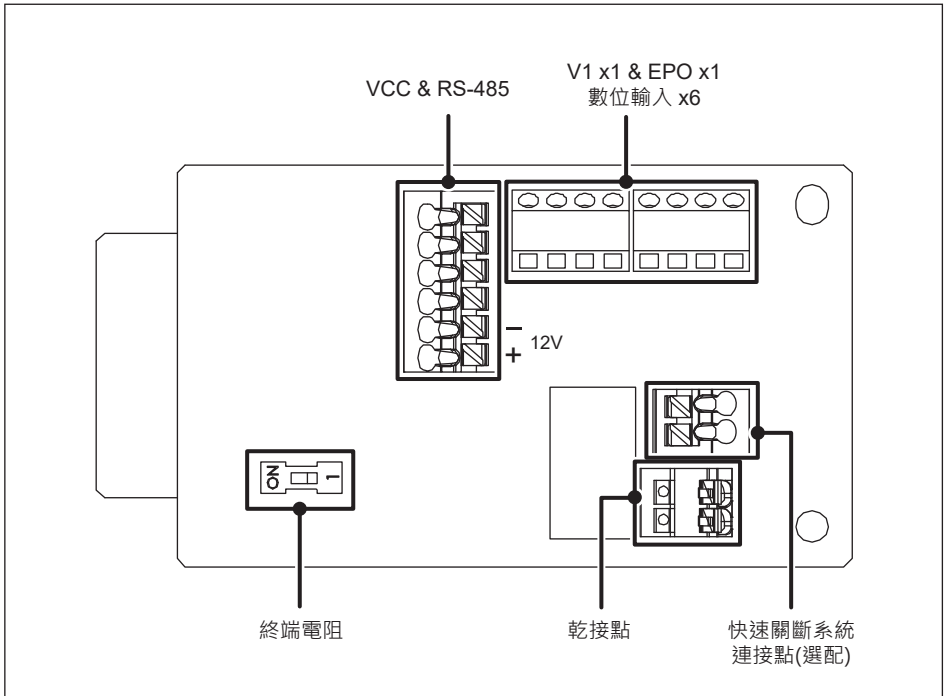 V1 x1 & EPO x1
數位輸入 x6
VCC & RS-485
−
12V
+
ON
1
終端電阻
乾接點
快速關斷系統
連接點(選配)